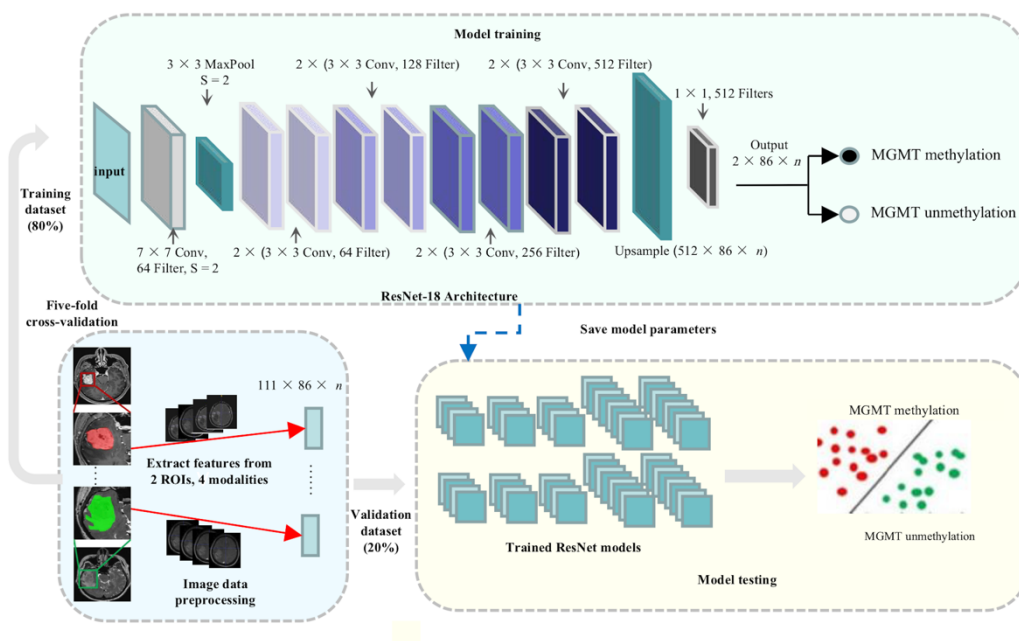 Model training
3 × 3 MaxPool
S = 2
2 × (3 × 3 Conv, 128 Filter)
2 × (3 × 3 Conv, 512 Filter)
1 × 1, 512 Filters
input
Output
2 × 86 × n
MGMT methylation
MGMT unmethylation
Training
dataset
(80%)
7 × 7 Conv,
64 Filter, S = 2
2 × (3 × 3 Conv, 64 Filter)
2 × (3 × 3 Conv, 256 Filter)
Upsample (512 × 86 × n)
ResNet-18 Architecture
Five-fold
cross-validation
Save model parameters
111 × 86 × n
Extract features from
2 ROIs, 4 modalities
Image data
preprocessing
Validation
dataset
(20%)
Trained ResNet models
MGMT methylation
MGMT unmethylation
Model testing